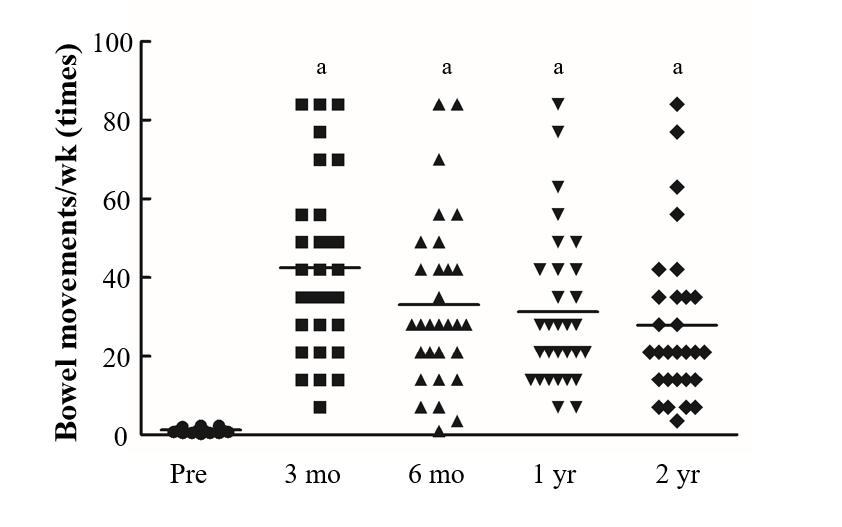 Bowel movements/wk (times)
100
80
60
40
20
0
a a a a
Pre 3 mo 6 mo 1 yr 2 yr